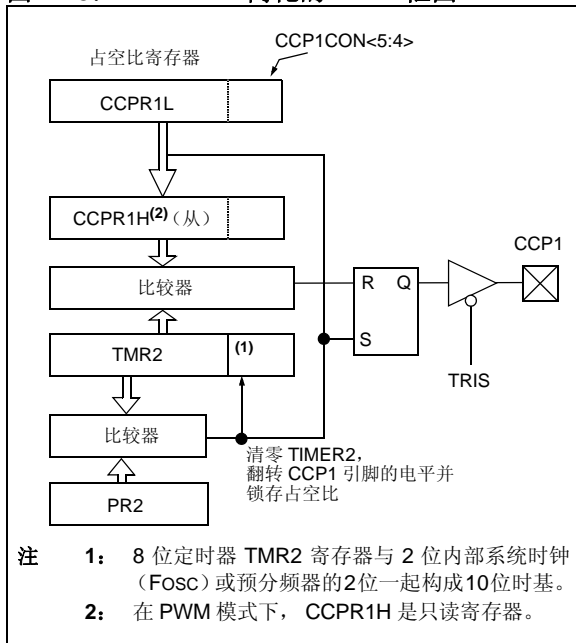 CCP1CON<5:4>
占空比寄存器
CCPR1L
CCPR1H(2)(从)
CCP1
比较器
R Q
S
TMR2 (1)
TRIS
比较器
清零 TIMER2,
翻转 CCP1 引脚的电平并
锁存占空比
PR2
注 1: 8 位定时器 TMR2 寄存器与 2 位内部系统时钟
(FOSC)或预分频器的2位一起构成10位时基。
2: 在 PWM 模式下, CCPR1H 是只读寄存器。